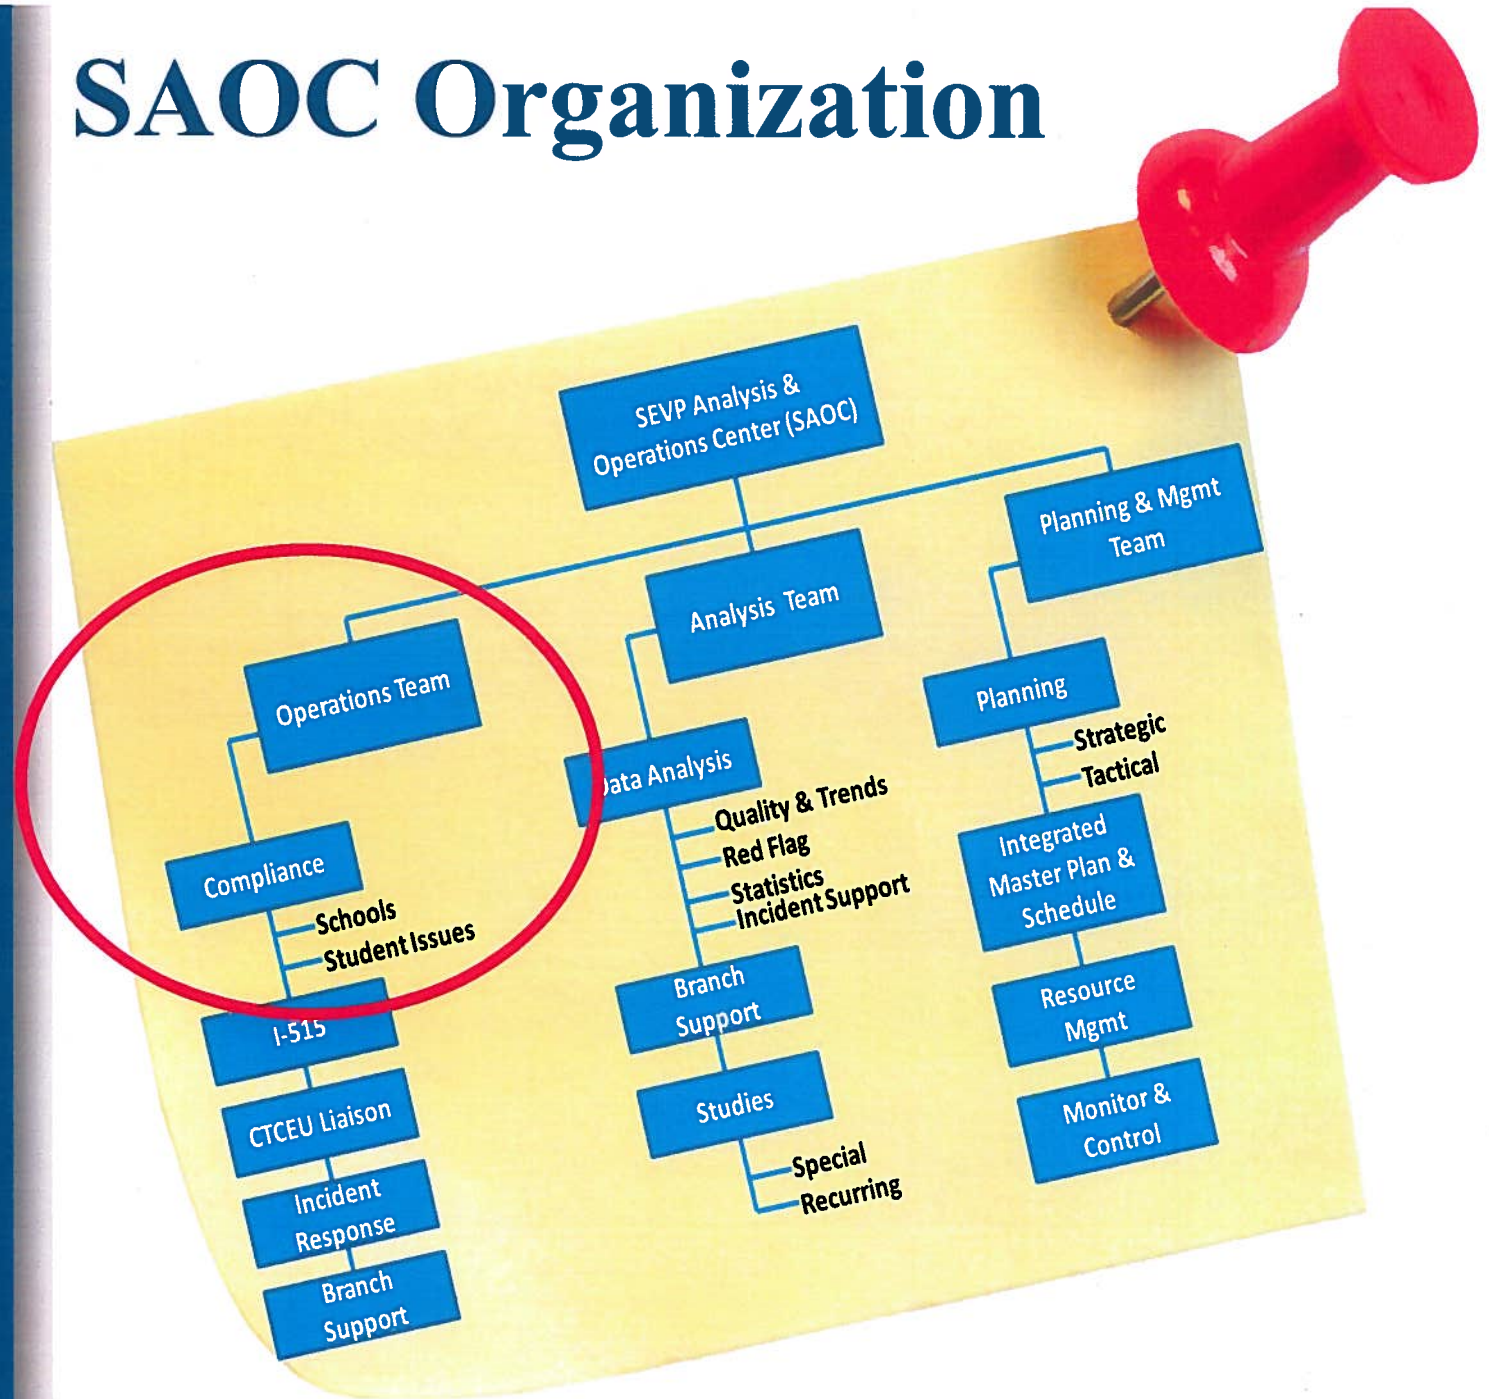 SAOC Organization
SEVP Analysis &
Operations Center (SAOC)
Operations Team
Compliance
Schools
Student Issues
I-515
CTCEU Liaison
Incident
Response
Branch
Support
Analysis Team
Data Analysis
Quality & Trends
Red Flag
Statistics
Incident Support
Branch
Support
Studies
Special
Recurring
Planning & Mgmt
Team
Planning
Strategic
Tactical
Integrated
Master Plan &
Schedule
Resource
Mgmt
Monitor &
Control